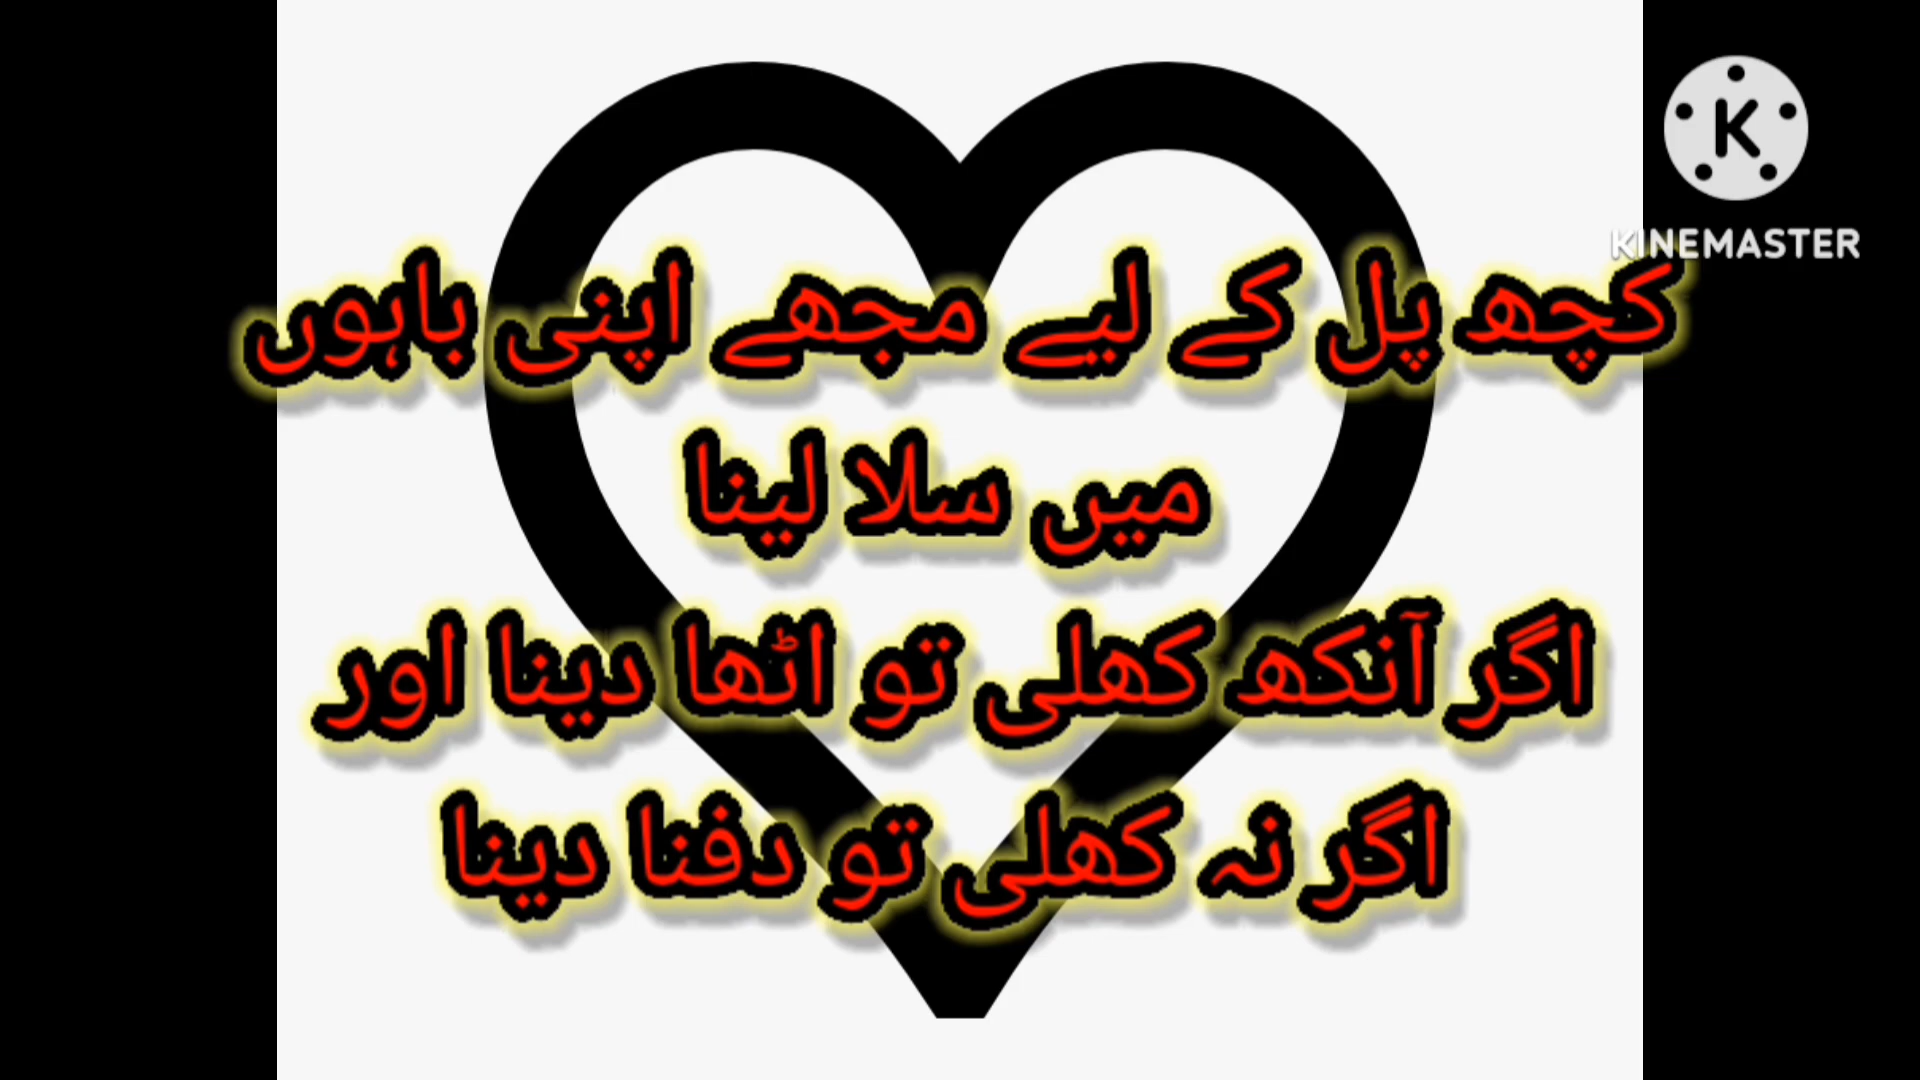 KINEMASTER
کچھ پل کے لیے مجھے اپنی باہوں
میں سلا لینا
اگر آنکھ کھلی تو اٹھا دینا اور
اگر نہ کھلی تو دفنا دینا